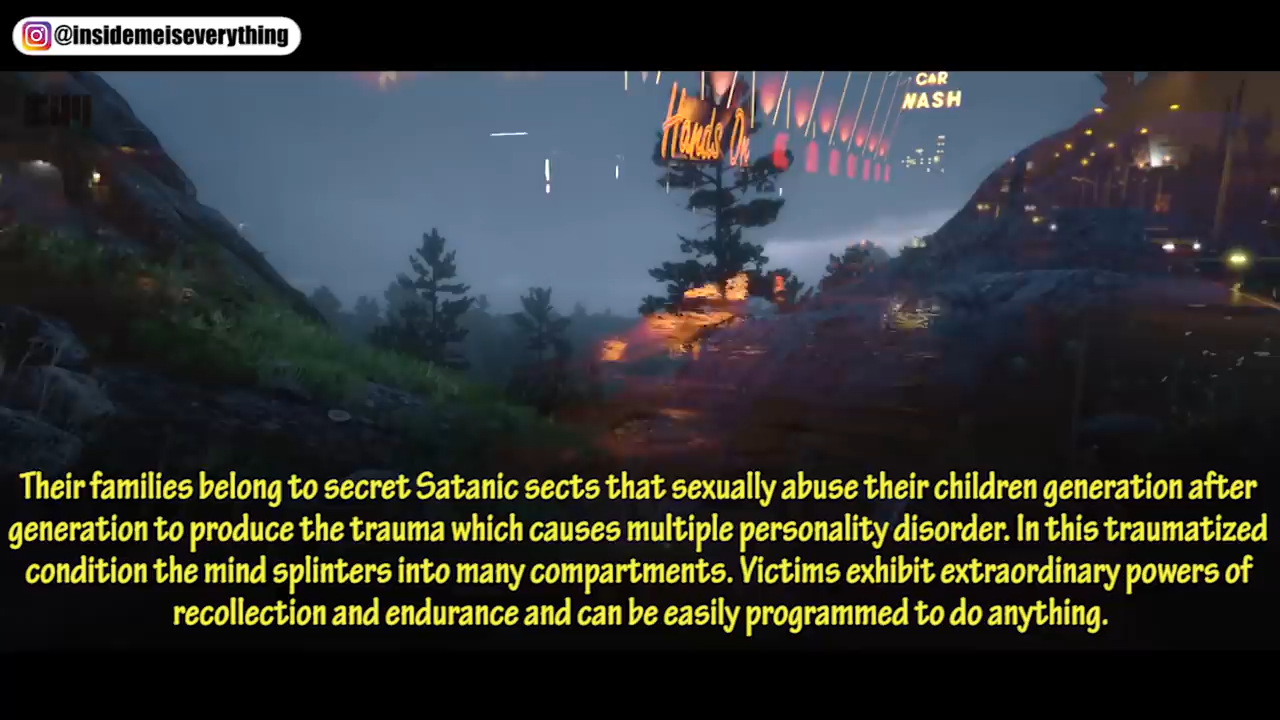 @insidemeiseverything
CAR
WASH
Hands On
Their families belong to secret Satanic sects that sexually abuse their children generation after
generation to produce the trauma which causes multiple personality disorder. In this traumatized
condition the mind splinters into many compartments. Victims exhibit extraordinary powers of
recollection and endurance and can be easily programmed to do anything.